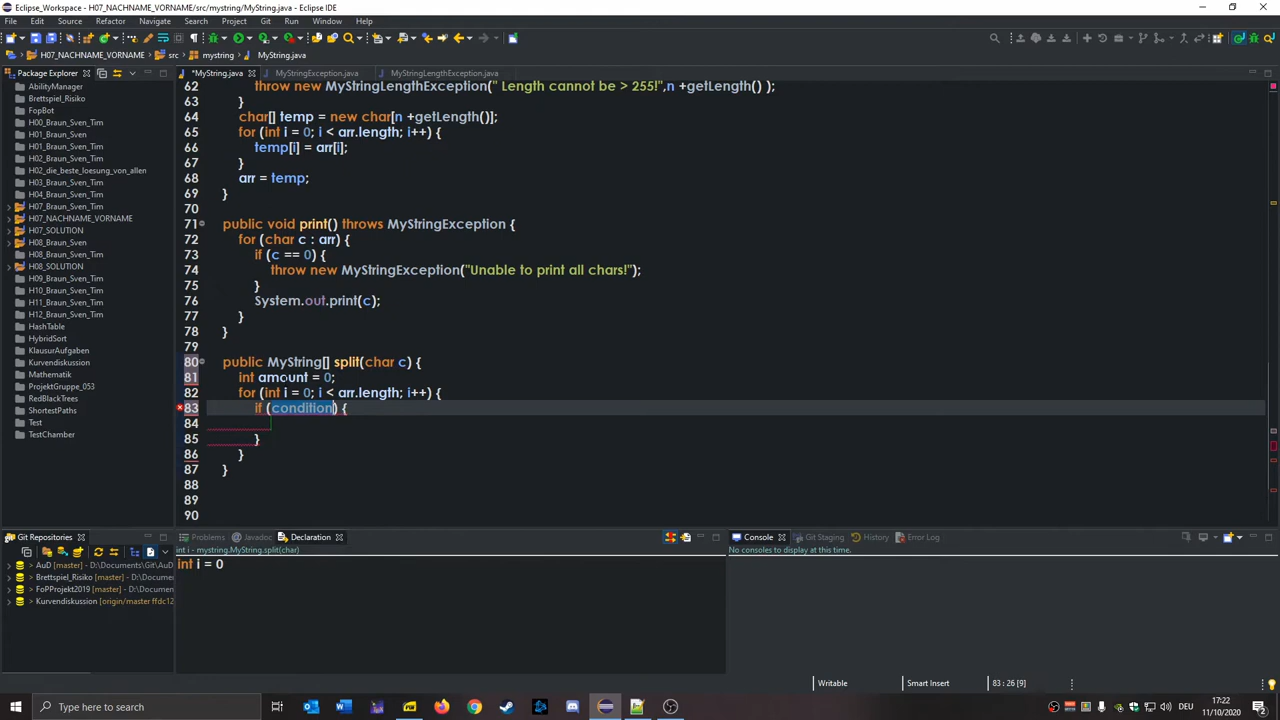 Eclipse_Workspace - H07_NACHNAME_VORNAME/src/mystring/MyString.java - Eclipse IDE
File Edit Source Refactor Navigate Search Project Git Run Window Help
H07_NACHNAME_VORNAME src mystring MyString.java
Package Explorer
*MyString.java MyStringException.java MyStringLengthException.java
AbilityManager
Brettspiel_Risiko
FopBot
H00_Braun_Sven_Tim
H01_Braun_Sven
H01_Braun_Sven_Tim
H02_Braun_Sven_Tim
H02_die_beste_loesung_von_allen
H03_Braun_Sven_Tim
H04_Braun_Sven_Tim
H07_Braun_Sven_Tim
H07_NACHNAME_VORNAME
H07_SOLUTION
H08_Braun_Sven
H08_Braun_Sven_Tim
H08_SOLUTION
H09_Braun_Sven_Tim
H10_Braun_Sven_Tim
H11_Braun_Sven_Tim
H12_Braun_Sven_Tim
HashTable
HybridSort
KlausurAufgaben
Kurvendiskussion
Mathematik
ProjektGruppe_053
RedBlackTrees
ShortestPaths
Test
TestChamber
62 throw new MyStringLengthException(" Length cannot be > 255!",n +getLength() );
63 }
64 char[] temp = new char[n +getLength()];
65 for (int i = 0; i < arr.length; i++) {
66 temp[i] = arr[i];
67 }
68 arr = temp;
69 }
70
71 public void print() throws MyStringException {
72 for (char c : arr) {
73 if (c == 0) {
74 throw new MyStringException("Unable to print all chars!");
75 }
76 System.out.print(c);
77 }
78 }
79
80 public MyString[] split(char c) {
81 int amount = 0;
82 for (int i = 0; i < arr.length; i++) {
83 if (condition) {
84
85 }
86 }
87 }
88
89
90
Git Repositories
> AuD [master] - D:\Documents\Git\AuD
> Brettspiel_Risiko [master] - D:\Docum
> FoPProjekt2019 [master] - D:\Documen
> Kurvendiskussion [origin/master ffdc12
Problems Javadoc Declaration
int i - mystring.MyString.split(char)
int i = 0
Console Git Staging History Error Log
No consoles to display at this time.
Writable Smart Insert 83 : 26 [9]
Type here to search
DEU
17:22
11/10/2020